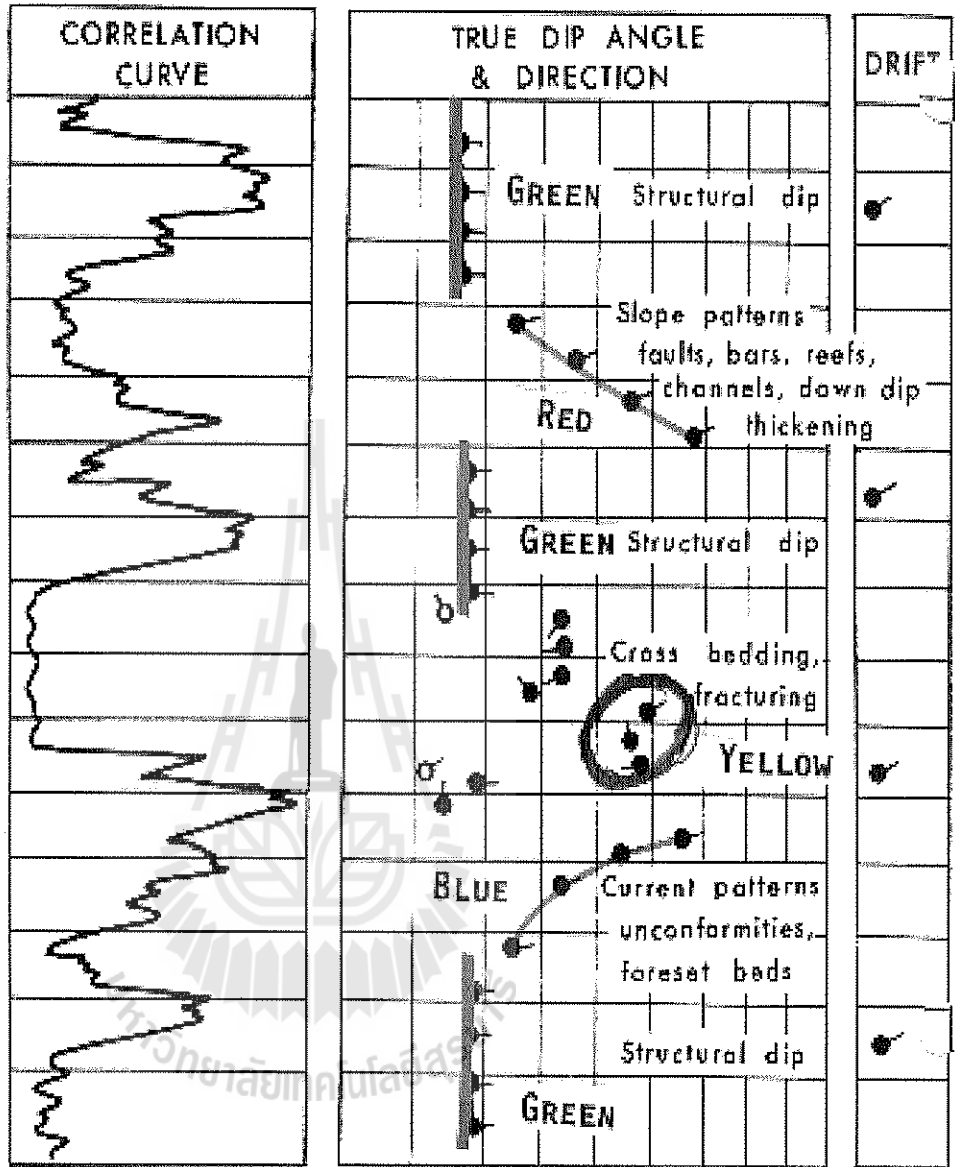 CORRELATION
CURVE
TRUE DIP ANGLE
& DIRECTION
DRIFT
GREEN Structural dip
Slope patterns
faults, bars, reefs,
channels, down dip
thickening
RED
GREEN Structural dip
Cross bedding,
fracturing
YELLOW
BLUE
Current patterns
unconformities,
foreset beds
Structural dip
GREEN